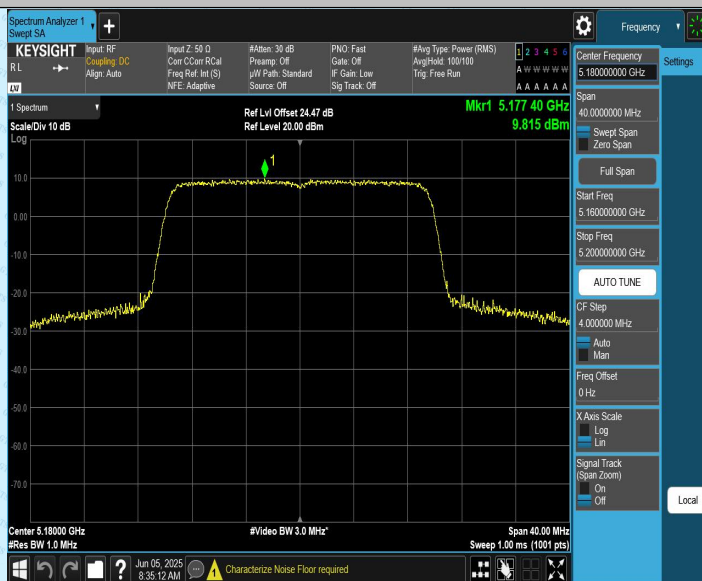 Spectrum Analyzer 1
Swept SA
+
Frequency
KEYSIGHT
RL
LXI
Input: RF
Coupling: DC
Align: Auto
Input Z: 50 Ω
Corr CCorr RCal
Freq Ref: Int (S)
NFE: Adaptive
#Atten: 30 dB
Preamp: Off
µW Path: Standard
Source: Off
PNO: Fast
Gate: Off
IF Gain: Low
Sig Track: Off
#Avg Type: Power (RMS)
Avg|Hold: 100/100
Trig: Free Run
1 2 3 4 5 6
A W W W W W
A A A A A A
1 Spectrum
Scale/Div 10 dB
Log
Ref Lvl Offset 24.47 dB
Ref Level 20.00 dBm
Mkr1 5.177 40 GHz
9.815 dBm
1
10.0
0.00
-10.0
-20.0
-30.0
-40.0
-50.0
-60.0
-70.0
Center 5.18000 GHz
#Res BW 1.0 MHz
#Video BW 3.0 MHz*
Span 40.00 MHz
Sweep 1.00 ms (1001 pts)
Center Frequency
5.18000000 GHz
Settings
Span
40.0000000 MHz
Swept Span
Zero Span
Full Span
Start Freq
5.160000000 GHz
Stop Freq
5.200000000 GHz
AUTO TUNE
CF Step
4.000000 MHz
Auto
Man
Freq Offset
0 Hz
X Axis Scale
Log
Lin
Signal Track
(Span Zoom)
On
Off
Local
?
Jun 05, 2025
8:35:12 AM
Characterize Noise Floor required